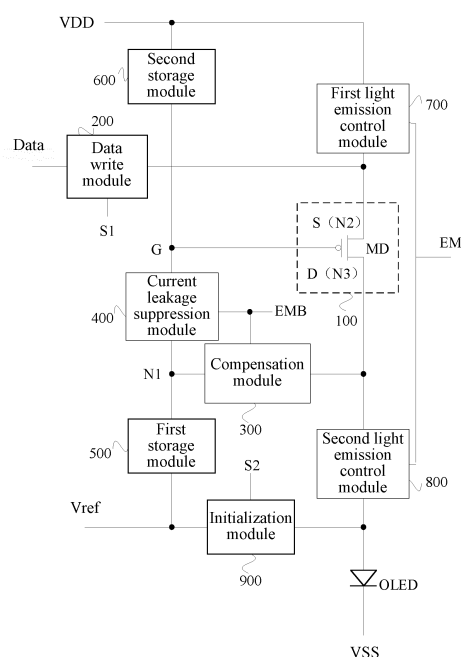 VDD
Second
storage
module
600
First light
emission
control
module
700
200
Data
Data
write
module
S1
S（N2）
G
MD
EM
D（N3）
100
Current
leakage
suppression
module
400
EMB
N1
Compensation
module
300
First
storage
module
500
Second light
emission
control
module
800
S2
Vref
Initialization
module
900
OLED
VSS